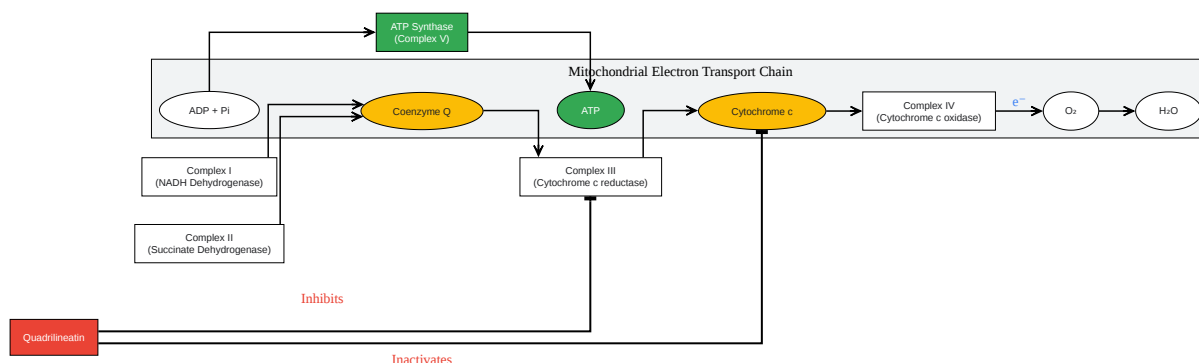 ATP Synthase
(Complex V)
Mitochondrial Electron Transport Chain
ADP + Pi
Coenzyme Q
ATP
Cytochrome c
Complex IV
(Cytochrome c oxidase)
e⁻
O₂
H₂O
Complex I
(NADH Dehydrogenase)
Complex III
(Cytochrome c reductase)
Complex II
(Succinate Dehydrogenase)
Inhibits
Quadrilineatin
Inactivates